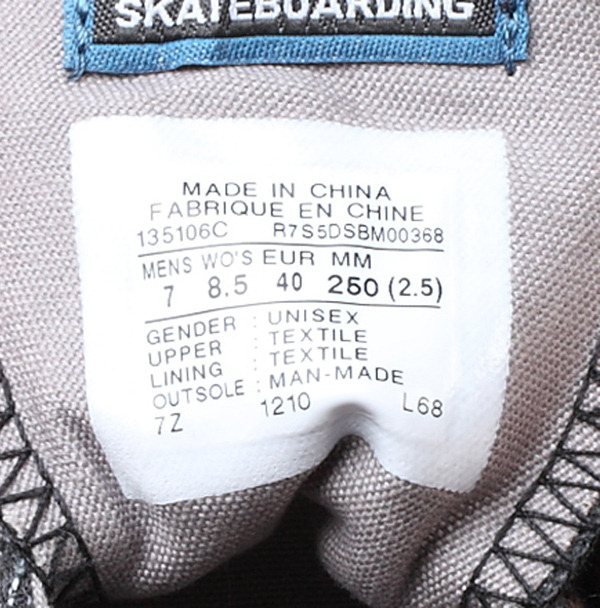 SKATEBOARDING
MADE IN CHINA
FABRIQUE EN CHINE
135106C R7S5DSBM00368
MENS WO'S EUR MM
7 8.5 40 250 (2.5)
GENDER : UNISEX
UPPER : TEXTILE
LINING : TEXTILE
OUTSOLE : MAN-MADE
7Z 1210 L68